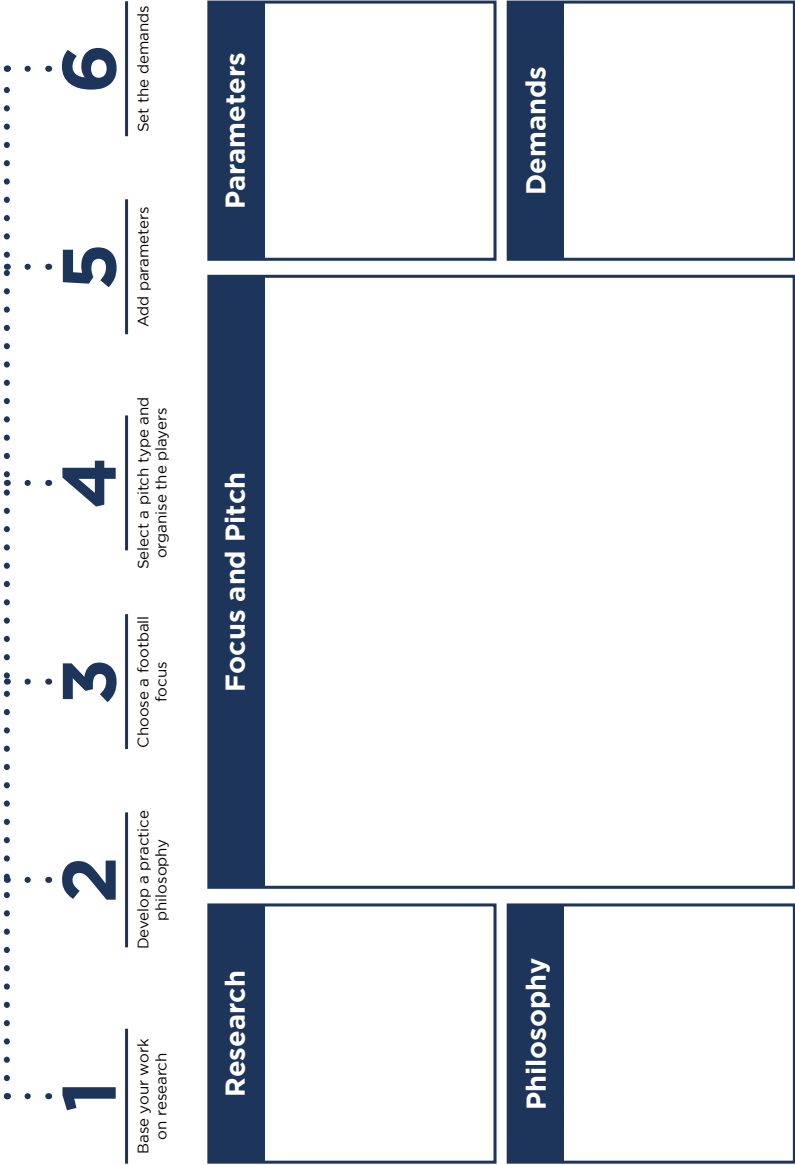 1
Base your work
on research
2
Develop a practice
philosophy
3
Choose a football
focus
4
Select a pitch type and
organise the players
5
Add parameters
6
Set the demands
Research
Philosophy
Focus and Pitch
Parameters
Demands